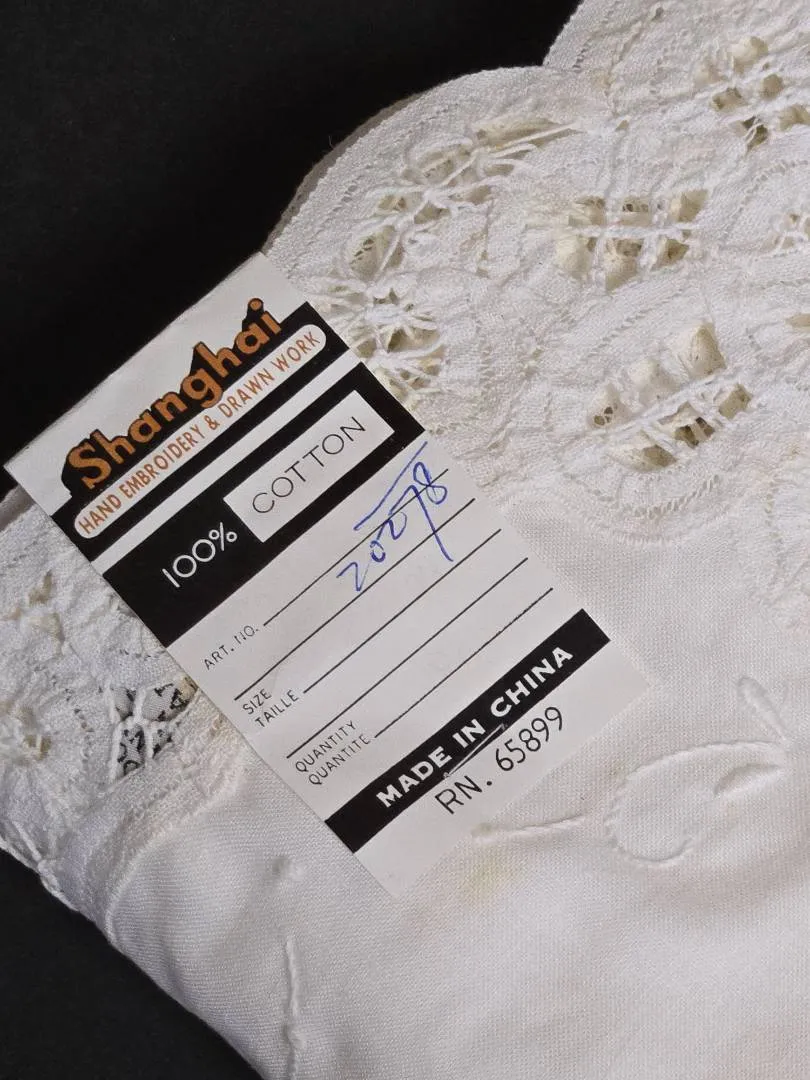 Shanghai
HAND EMBROIDERY & DRAWN WORK
100% COTTON
ART. NO. 20278
SIZE
TAILLE
QUANTITY
QUANTITE
MADE IN CHINA
RN. 65899